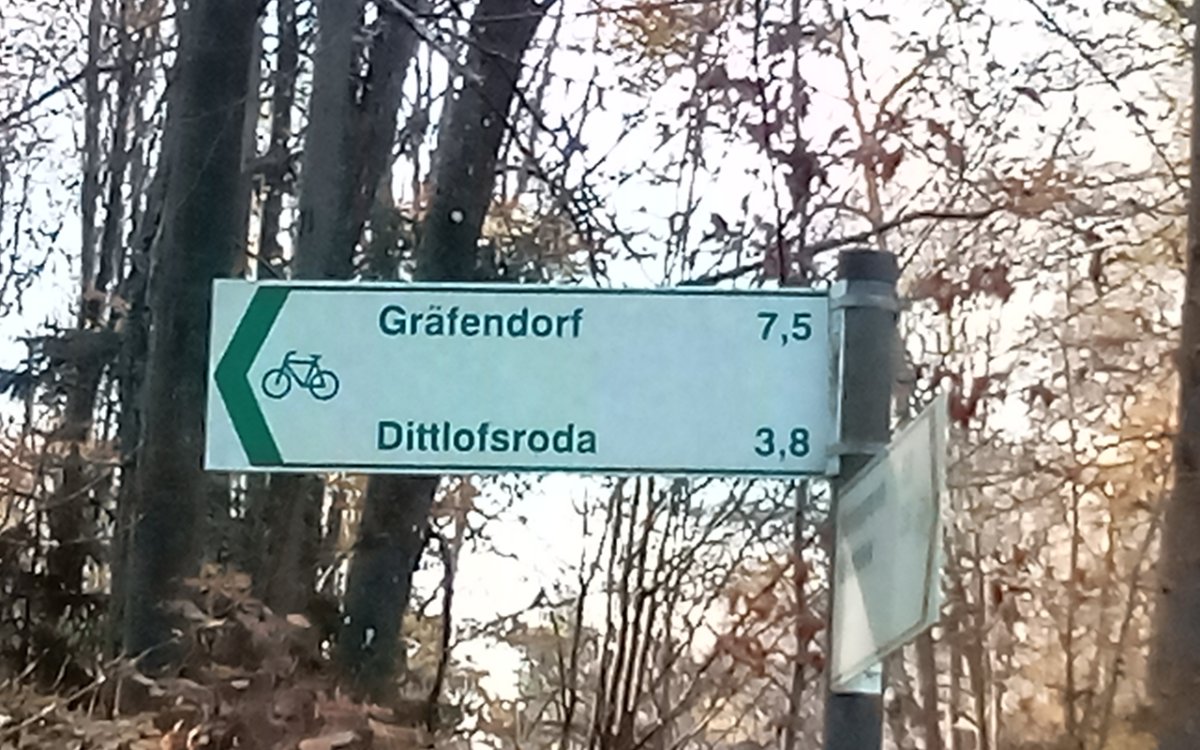 Gräfendorf 7,5
Dittlofsroda 3,8